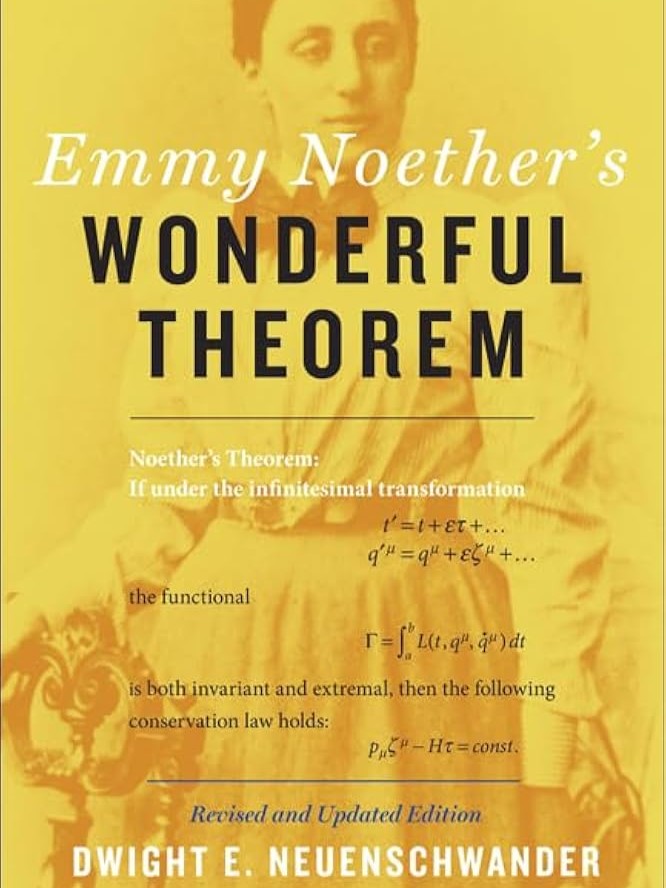 Emmy Noether's
WONDERFUL
THEOREM
Noether's Theorem:
If under the infinitesimal transformation
t′ = t + ετ + …
q′^μ = q^μ + εζ^μ + …
the functional
Γ = ∫_a^b L(t, q^μ, q̇^μ) dt
is both invariant and extremal, then the following
conservation law holds:
p_μ ζ^μ − Hτ = const.
Revised and Updated Edition
DWIGHT E. NEUENSCHWANDER